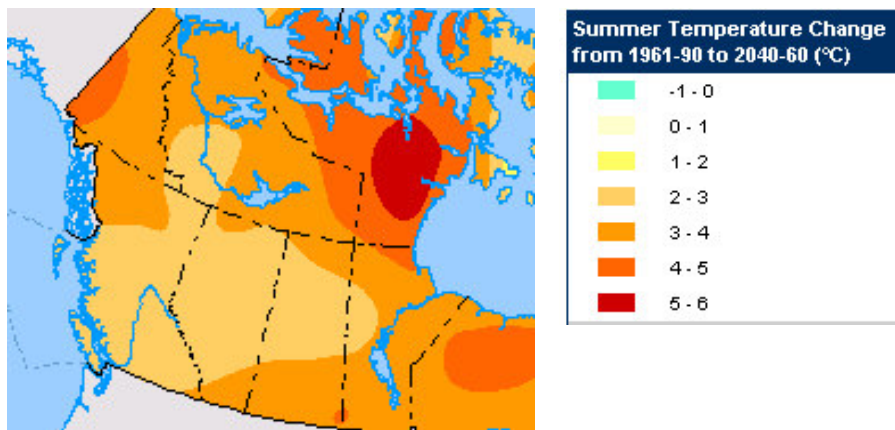 Summer Temperature Change
from 1961-90 to 2040-60 (°C)
-1 - 0
0 - 1
1 - 2
2 - 3
3 - 4
4 - 5
5 - 6